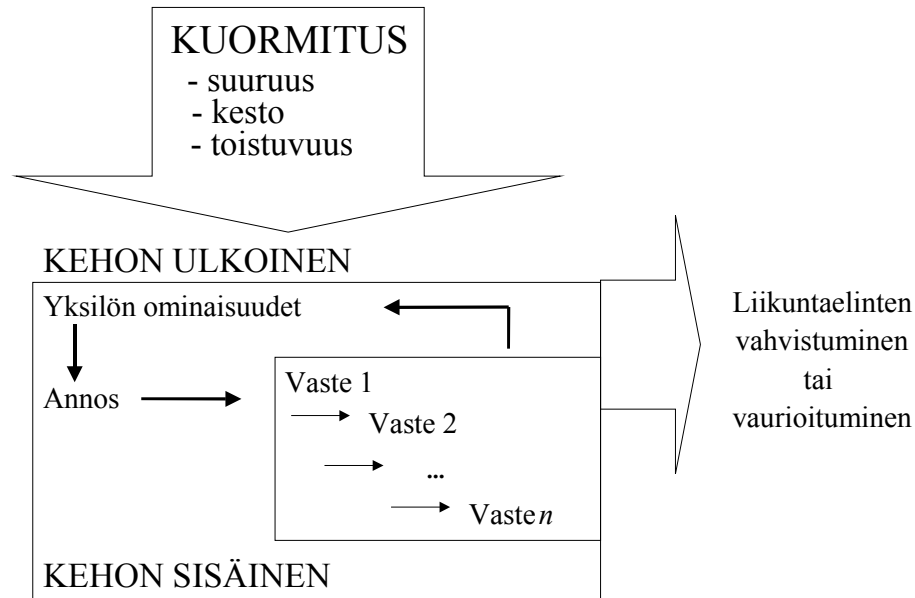 KUORMITUS
- suuruus
- kesto
- toistuvuus
KEHON ULKOINEN
Yksilön ominaisuudet
Annos
Vaste 1
Vaste 2
...
Vaste n
KEHON SISÄINEN
Liikuntaelinten
vahvistuminen
tai
vaurioituminen